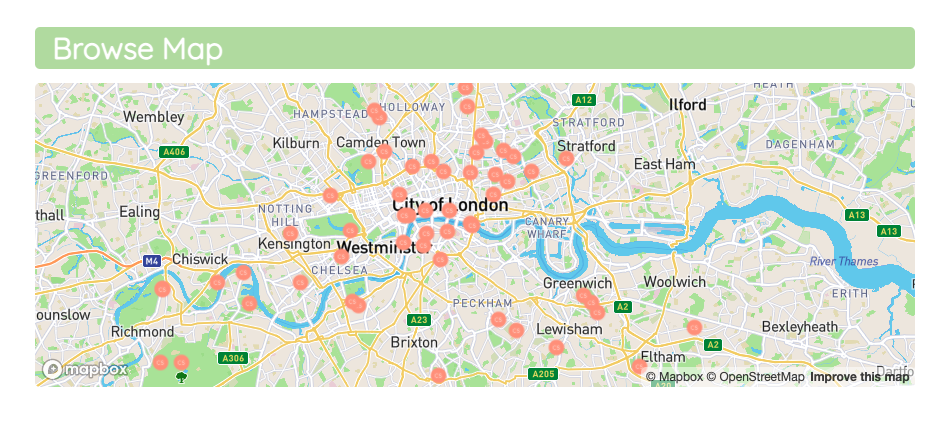 Browse Map
HEATH
A12
Ilford
Wembley
HAMPSTEAD
HOLLOWAY
STRATFORD
Kilburn
Camden Town
Stratford
DAGENHAM
A406
East Ham
GREENFORD
City of London
thall
Ealing
NOTTING
HILL
CANARY
WHARF
A13
A13
Kensington
Westminster
M4
Chiswick
CHELSEA
River Thames
Greenwich
Woolwich
ERITH
PECKHAM
A2
ounslow
Richmond
A23
Lewisham
Bexleyheath
Brixton
A2
A306
Eltham
mapbox
A205
A20
Dartfo
© Mapbox © OpenStreetMap Improve this map